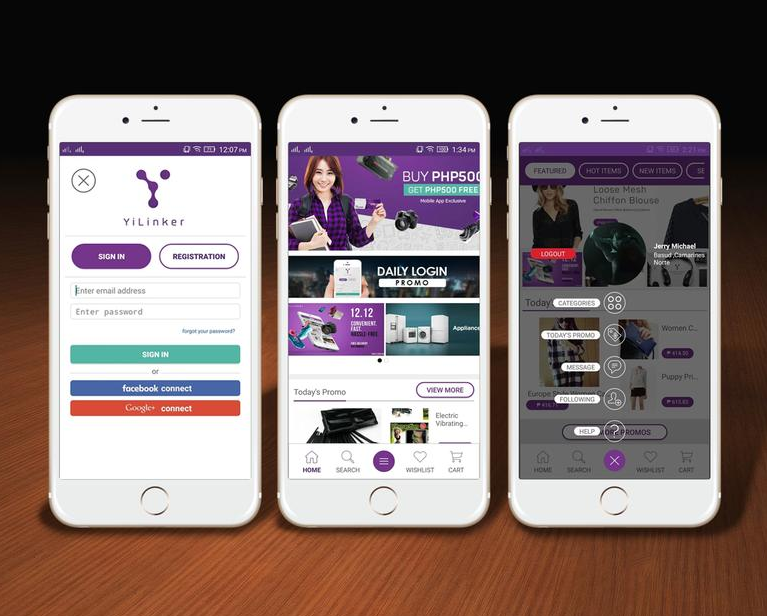 12:07 PM
YiLinker
SIGN IN
REGISTRATION
Enter email address
Enter password
forgot your password?
SIGN IN
or
facebook connect
Google+ connect
1:34 PM
BUY PHP500
GET PHP500 FREE
Mobile App Exclusive
DAILY LOGIN
PROMO
12.12
CONVENIENT.
FAST.
HASSLE-FREE.
Appliance
Today's Promo
VIEW MORE
Electric
Vibrating...
HOME
SEARCH
WISHLIST
CART
FEATURED
HOT ITEMS
NEW ITEMS
SE
Loose Mesh
Chiffon Blouse
LOGOUT
Jerry Michael
Basud ,Camarines
Norte
Today
CATEGORIES
TODAY'S PROMO
Women C...
MESSAGE
Puppy Pri...
Europe Style Women C
FOLLOWING
HELP
MORE PROMOS
HOME
SEARCH
WISHLIST
CART